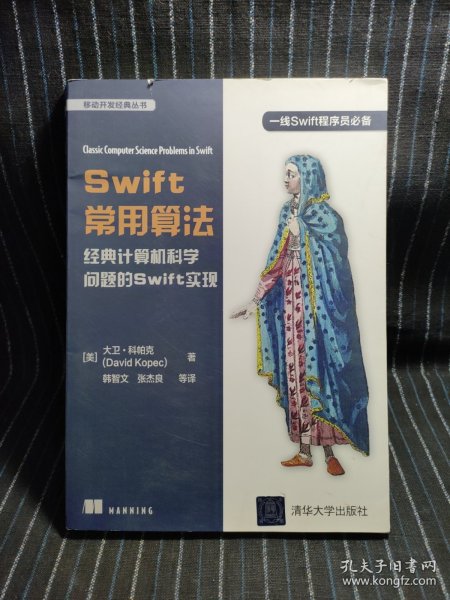 移动开发经典丛书
一线Swift程序员必备
Classic Computer Science Problems in Swift
Swift
常用算法
经典计算机科学
问题的Swift实现
[美] 大卫·科帕克 著
(David Kopec)
韩智文 张杰良 等译
MANNING
清华大学出版社
孔夫子旧书网
www.kongfz.com